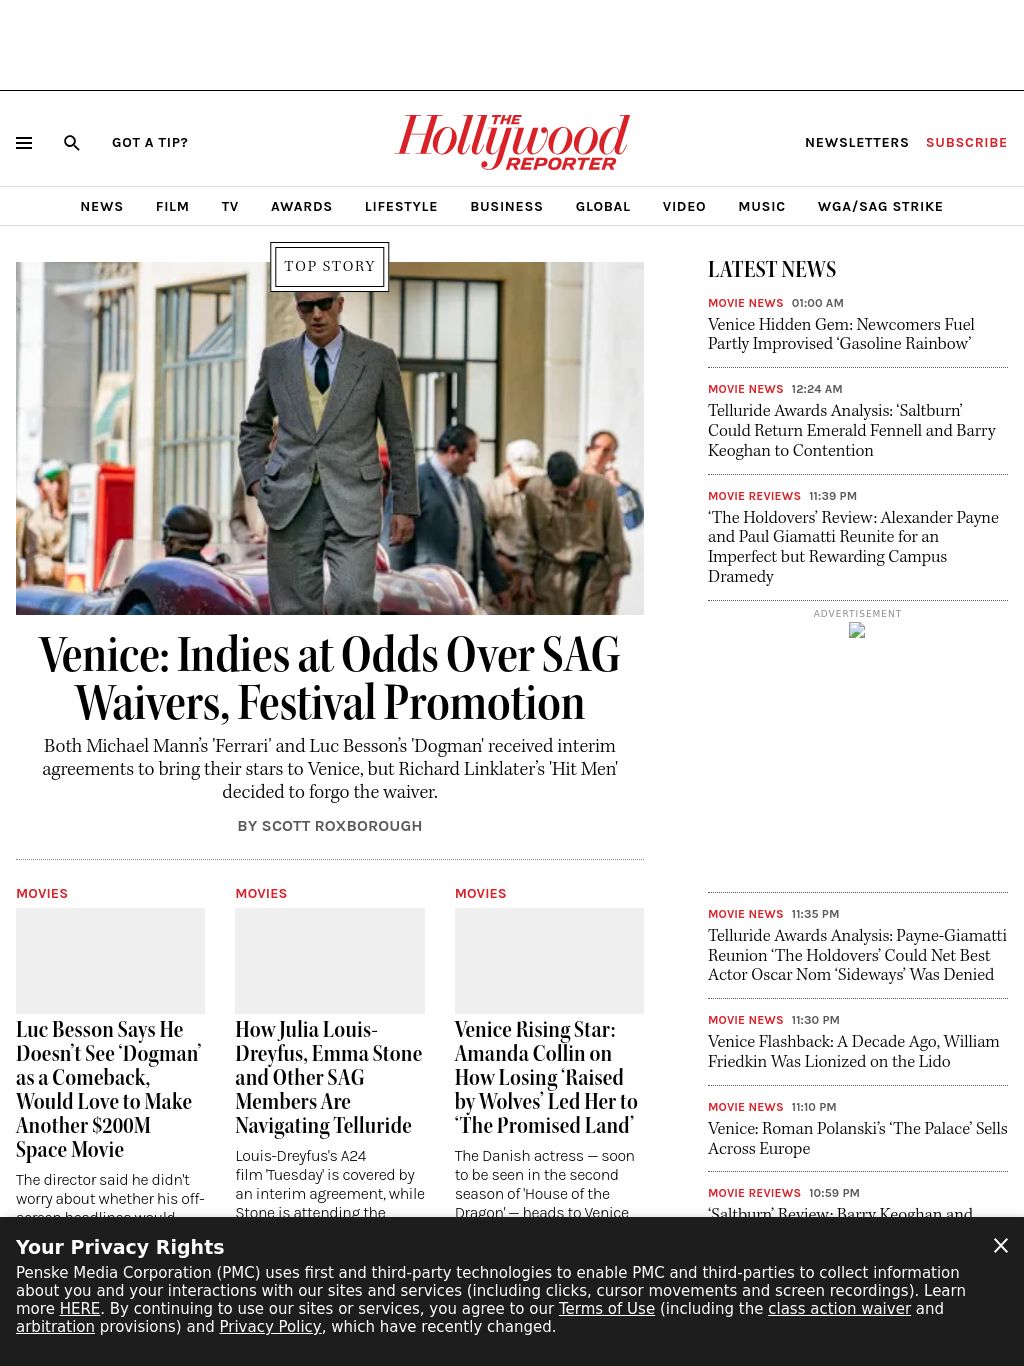 GOT A TIP?
THE
Hollywood
REPORTER
NEWSLETTERS SUBSCRIBE
NEWS FILM TV AWARDS LIFESTYLE BUSINESS GLOBAL VIDEO MUSIC WGA/SAG STRIKE
TOP STORY
Venice: Indies at Odds Over SAG
Waivers, Festival Promotion
Both Michael Mann’s 'Ferrari' and Luc Besson’s 'Dogman' received interim
agreements to bring their stars to Venice, but Richard Linklater’s 'Hit Men'
decided to forgo the waiver.
BY SCOTT ROXBOROUGH
MOVIES
Luc Besson Says He
Doesn’t See ‘Dogman’
as a Comeback,
Would Love to Make
Another $200M
Space Movie
The director said he didn't
worry about whether his off-
screen headlines would
MOVIES
How Julia Louis-
Dreyfus, Emma Stone
and Other SAG
Members Are
Navigating Telluride
Louis-Dreyfus's A24
film 'Tuesday' is covered by
an interim agreement, while
Stone is attending the
MOVIES
Venice Rising Star:
Amanda Collin on
How Losing ‘Raised
by Wolves’ Led Her to
‘The Promised Land’
The Danish actress — soon
to be seen in the second
season of 'House of the
Dragon' — heads to Venice
LATEST NEWS
MOVIE NEWS 01:00 AM
Venice Hidden Gem: Newcomers Fuel
Partly Improvised ‘Gasoline Rainbow’
MOVIE NEWS 12:24 AM
Telluride Awards Analysis: ‘Saltburn’
Could Return Emerald Fennell and Barry
Keoghan to Contention
MOVIE REVIEWS 11:39 PM
‘The Holdovers’ Review: Alexander Payne
and Paul Giamatti Reunite for an
Imperfect but Rewarding Campus
Dramedy
ADVERTISEMENT
MOVIE NEWS 11:35 PM
Telluride Awards Analysis: Payne-Giamatti
Reunion ‘The Holdovers’ Could Net Best
Actor Oscar Nom ‘Sideways’ Was Denied
MOVIE NEWS 11:30 PM
Venice Flashback: A Decade Ago, William
Friedkin Was Lionized on the Lido
MOVIE NEWS 11:10 PM
Venice: Roman Polanski’s ‘The Palace’ Sells
Across Europe
MOVIE REVIEWS 10:59 PM
‘Saltburn’ Review: Barry Keoghan and
Your Privacy Rights
Penske Media Corporation (PMC) uses first and third-party technologies to enable PMC and third-parties to collect information
about you and your interactions with our sites and services (including clicks, cursor movements and screen recordings). Learn
more HERE. By continuing to use our sites or services, you agree to our Terms of Use (including the class action waiver and
arbitration provisions) and Privacy Policy, which have recently changed.